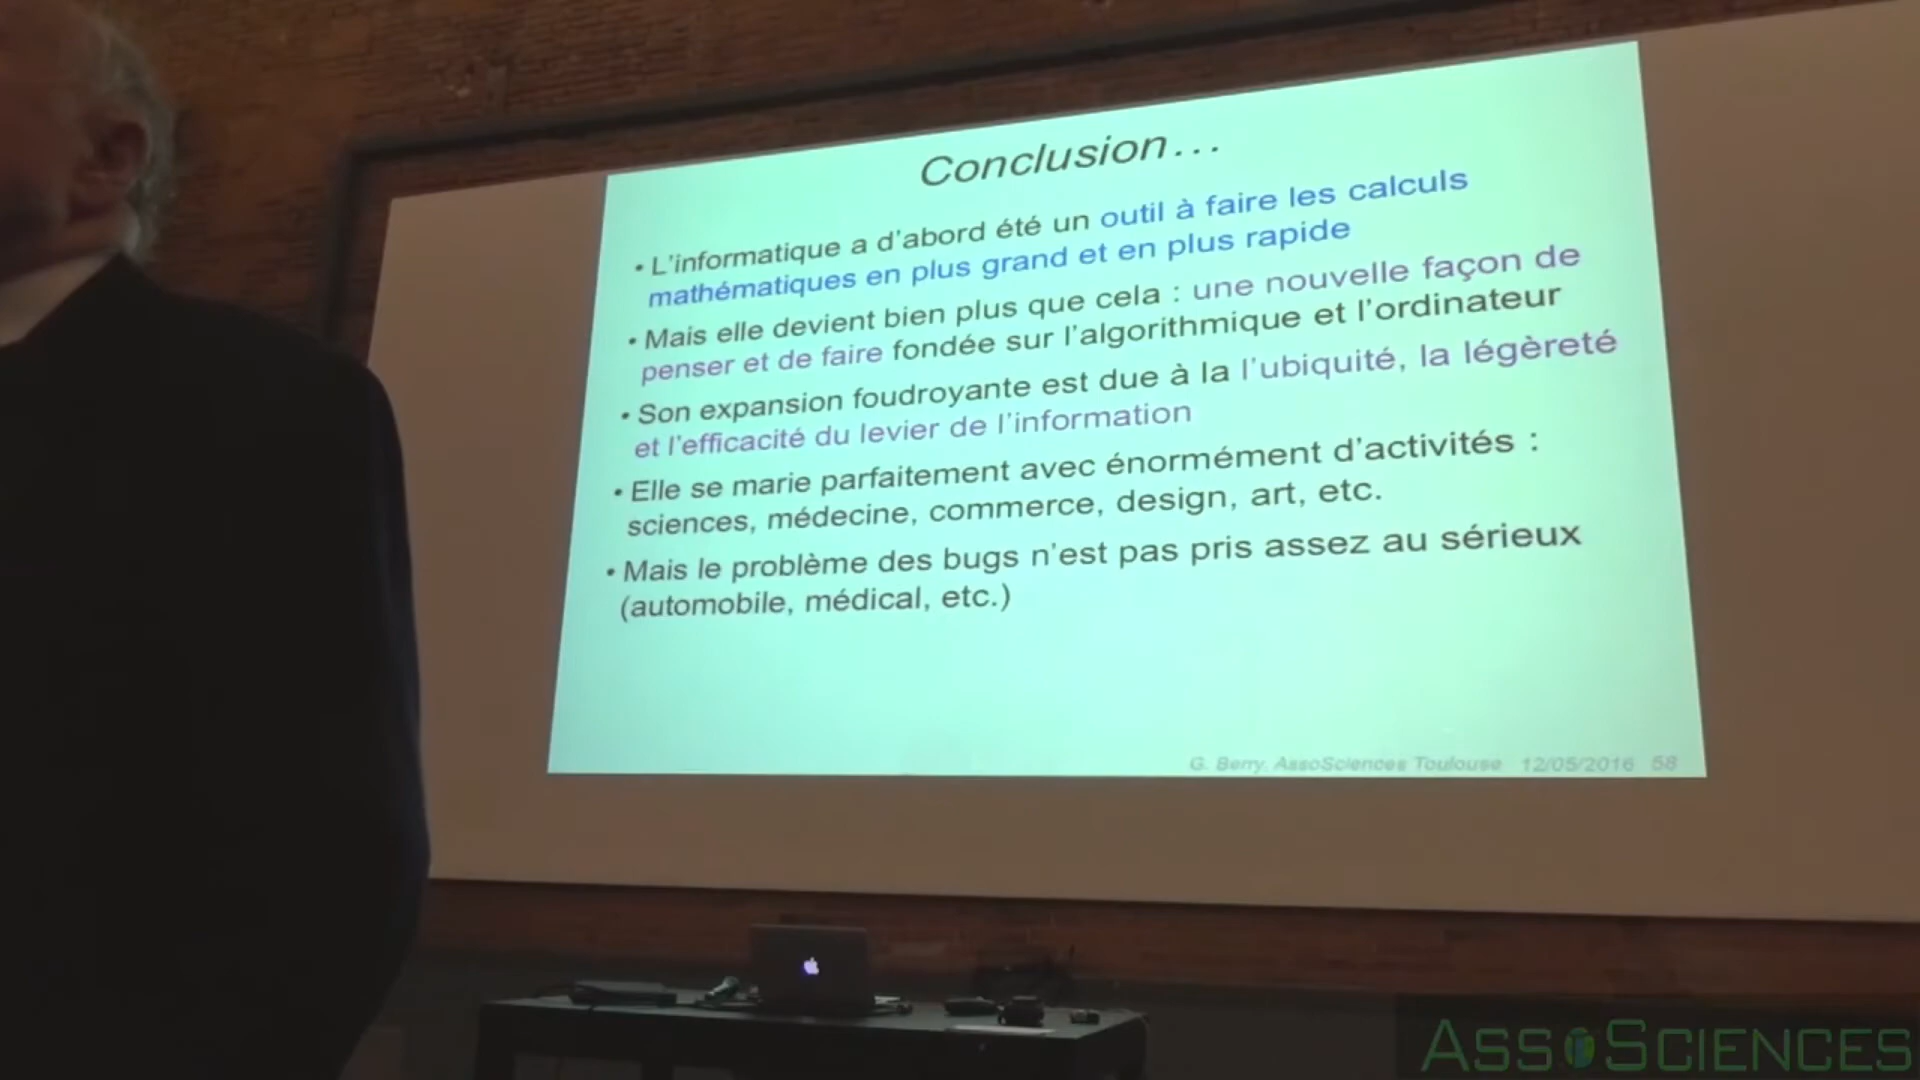 Conclusion...
• L'informatique a d'abord été un outil à faire les calculs
mathématiques en plus grand et en plus rapide
• Mais elle devient bien plus que cela : une nouvelle façon de
penser et de faire fondée sur l'algorithmique et l'ordinateur
• Son expansion foudroyante est due à la l'ubiquité, la légèreté
et l'efficacité du levier de l'information
• Elle se marie parfaitement avec énormément d'activités :
sciences, médecine, commerce, design, art, etc.
• Mais le problème des bugs n'est pas pris assez au sérieux
(automobile, médical, etc.)
G. Berry, AssoSciences Toulouse 12/05/2016 58
ASSOSCIENCES